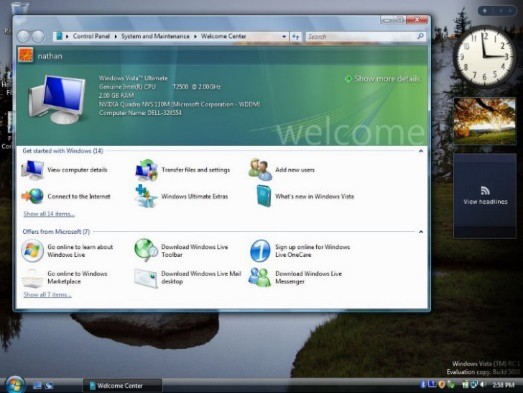 Control Panel ▸ System and Maintenance ▸ Welcome Center
Search
nathan
Windows Vista™ Ultimate
Genuine Intel(R) CPU T2500 @ 2.00GHz
2.00 GB RAM
NVIDIA Quadro NVS 110M (Microsoft Corporation - WDDM)
Computer Name: DELL-328554
Show more details
welcome
Get started with Windows (14)
View computer details
Transfer files and settings
Add new users
Connect to the Internet
Windows Ultimate Extras
What's new in Windows Vista
Show all 14 items...
Offers from Microsoft (7)
Go online to learn about
Windows Live
Download Windows Live
Toolbar
Sign up online for Windows
Live OneCare
Go online to Windows
Marketplace
Download Windows Live Mail
desktop
Download Windows Live
Messenger
Show all 7 items...
View headlines
Windows Vista (TM) RC1
Evaluation copy. Build 5600
Welcome Center
2:58 PM